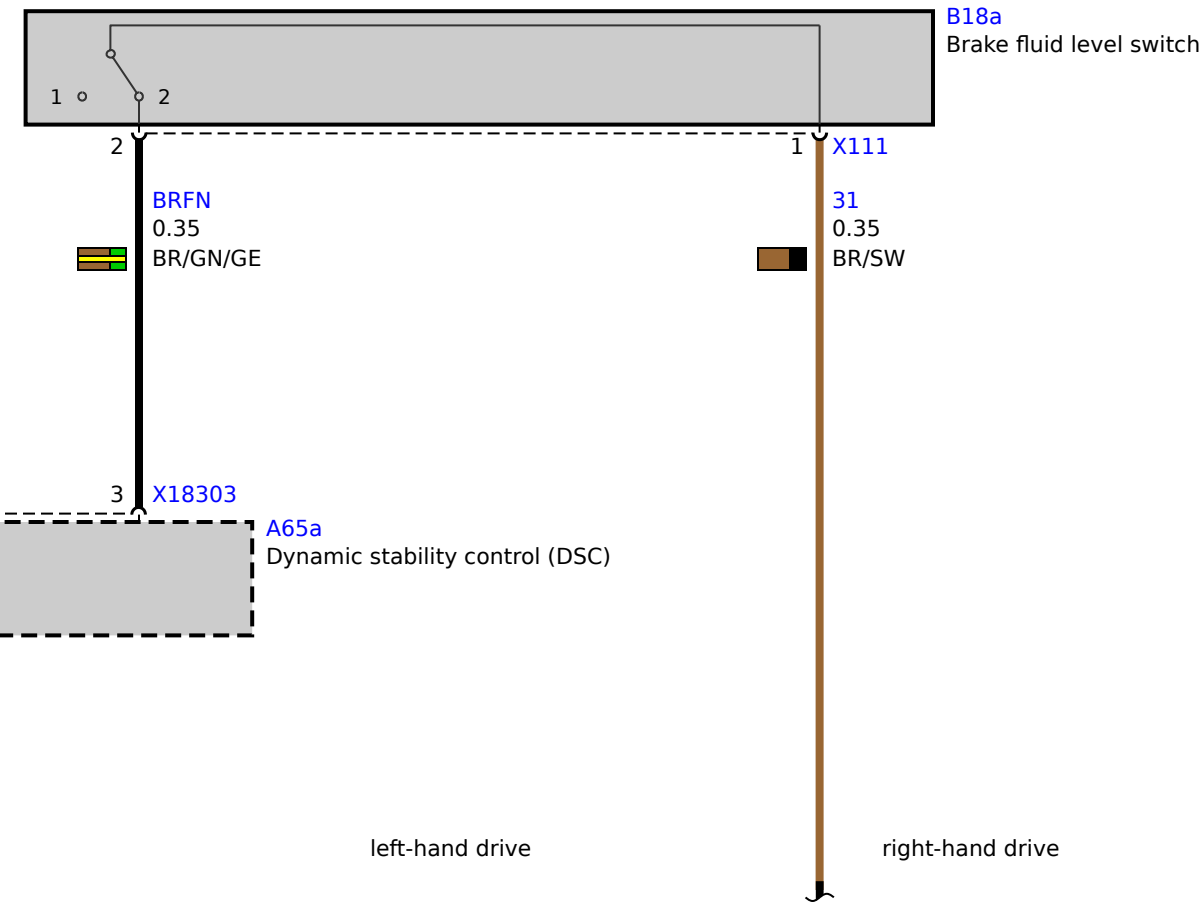 B18a
Brake fluid level switch
1
2
2
1
X111
BRFN
0.35
BR/GN/GE
31
0.35
BR/SW
3
X18303
A65a
Dynamic stability control (DSC)
left-hand drive
right-hand drive